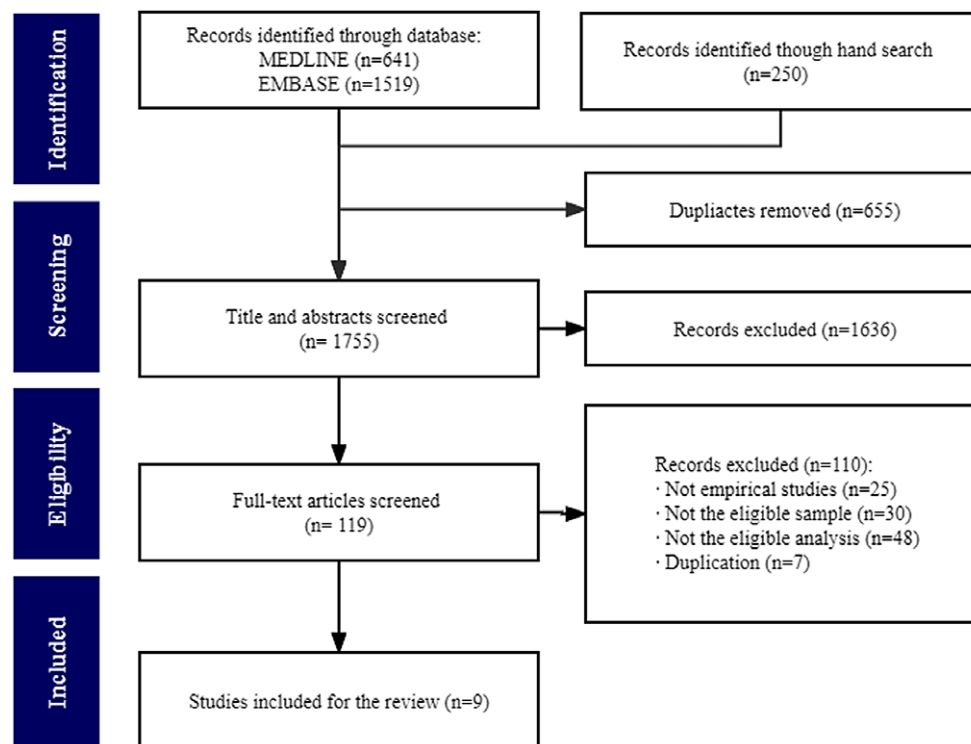 Identification
Records identified through database:
MEDLINE (n=641)
EMBASE (n=1519)
Records identified though hand search
(n=250)
Dupliactes removed (n=655)
Screening
Title and abstracts screened
(n= 1755)
Records excluded (n=1636)
Eligibility
Full-text articles screened
(n= 119)
Records excluded (n=110):
· Not empirical studies (n=25)
· Not the eligible sample (n=30)
· Not the eligible analysis (n=48)
· Duplication (n=7)
Included
Studies included for the review (n=9)